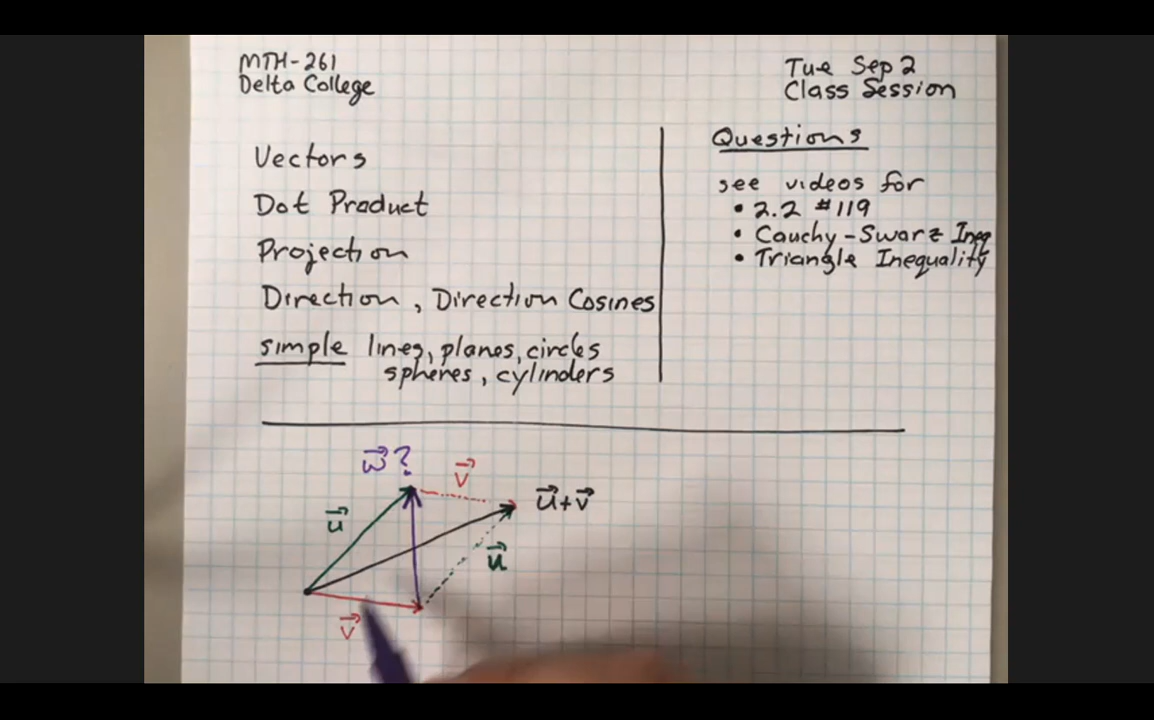 MTH-261
Delta College
Tue Sep 2
Class Session
Vectors
Dot Product
Projection
Direction, Direction Cosines
simple lines, planes, circles
spheres, cylinders
Questions
see videos for
• 2.2 #119
• Cauchy-Swarz Ineq
• Triangle Inequality
w⃗?
v⃗
u⃗+v⃗
u⃗
u⃗
v⃗